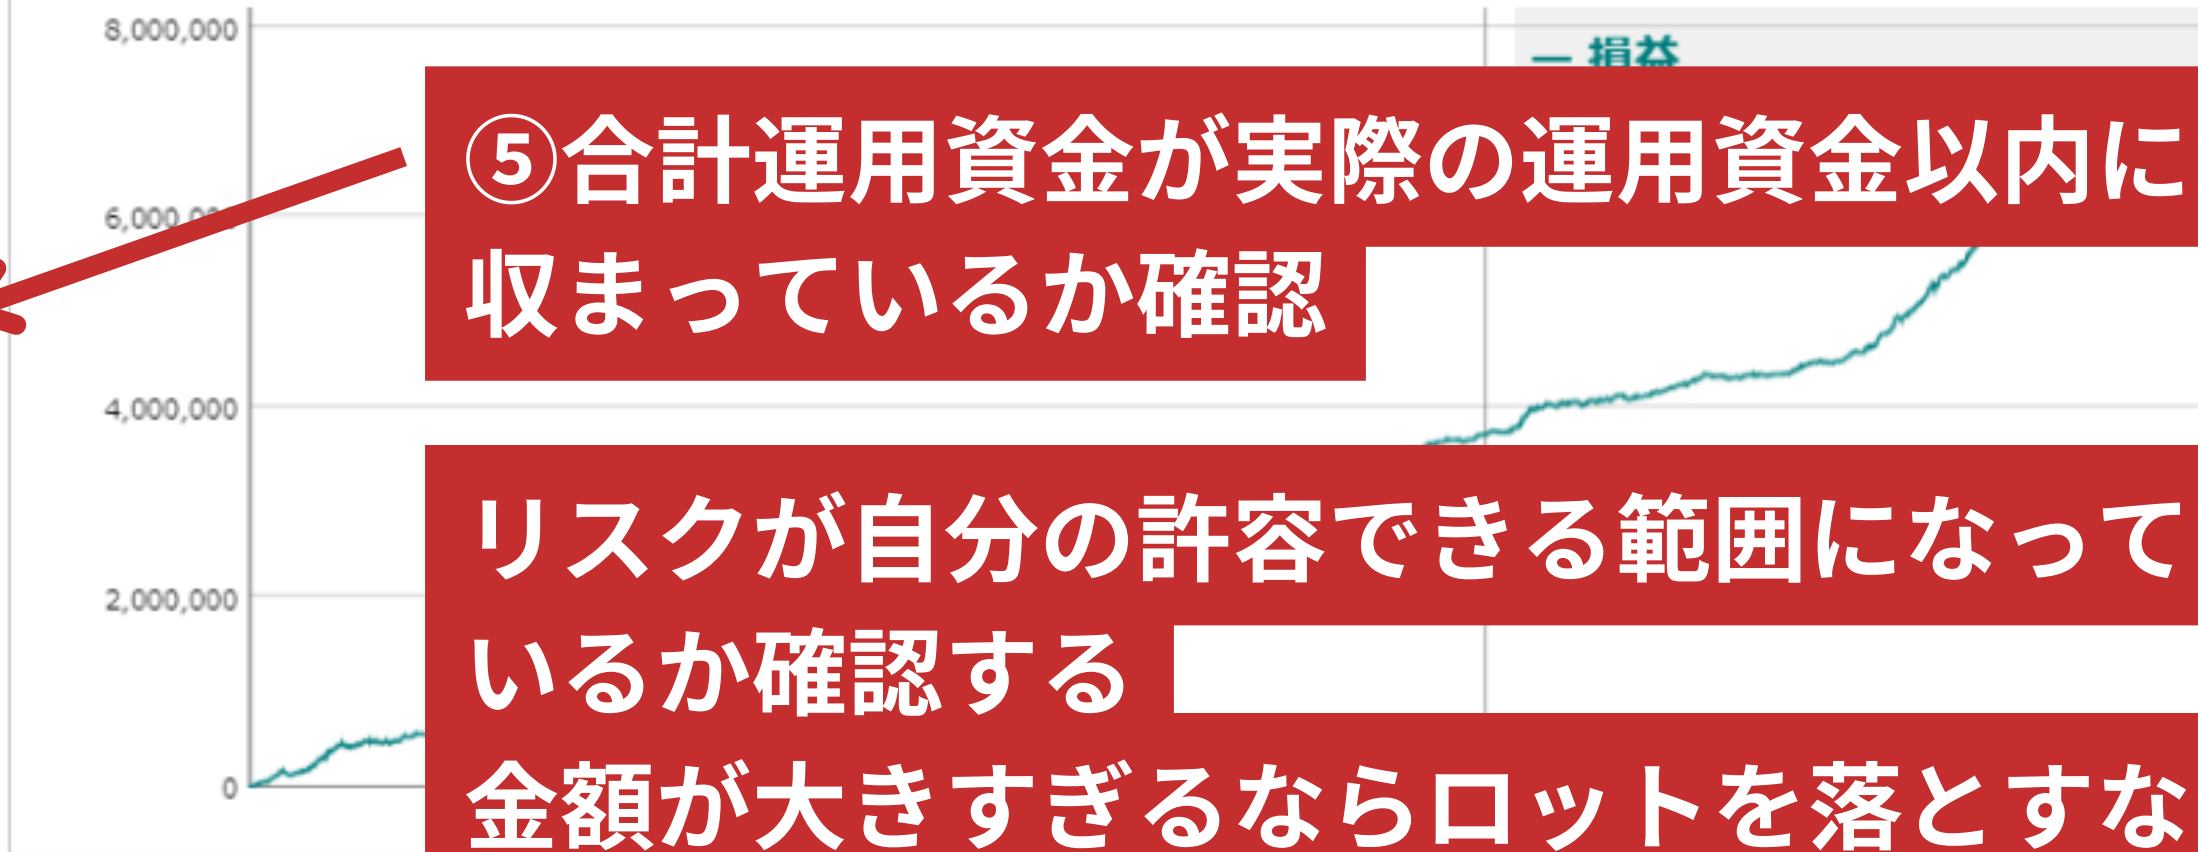 8,000,000
損益
⑤合計運用資金が実際の運用資金以内に
6,000,000
収まっているか確認
4,000,000
リスクが自分の許容できる範囲になって
2,000,000
いるか確認する
0
金額が大きすぎるならロットを落とすな